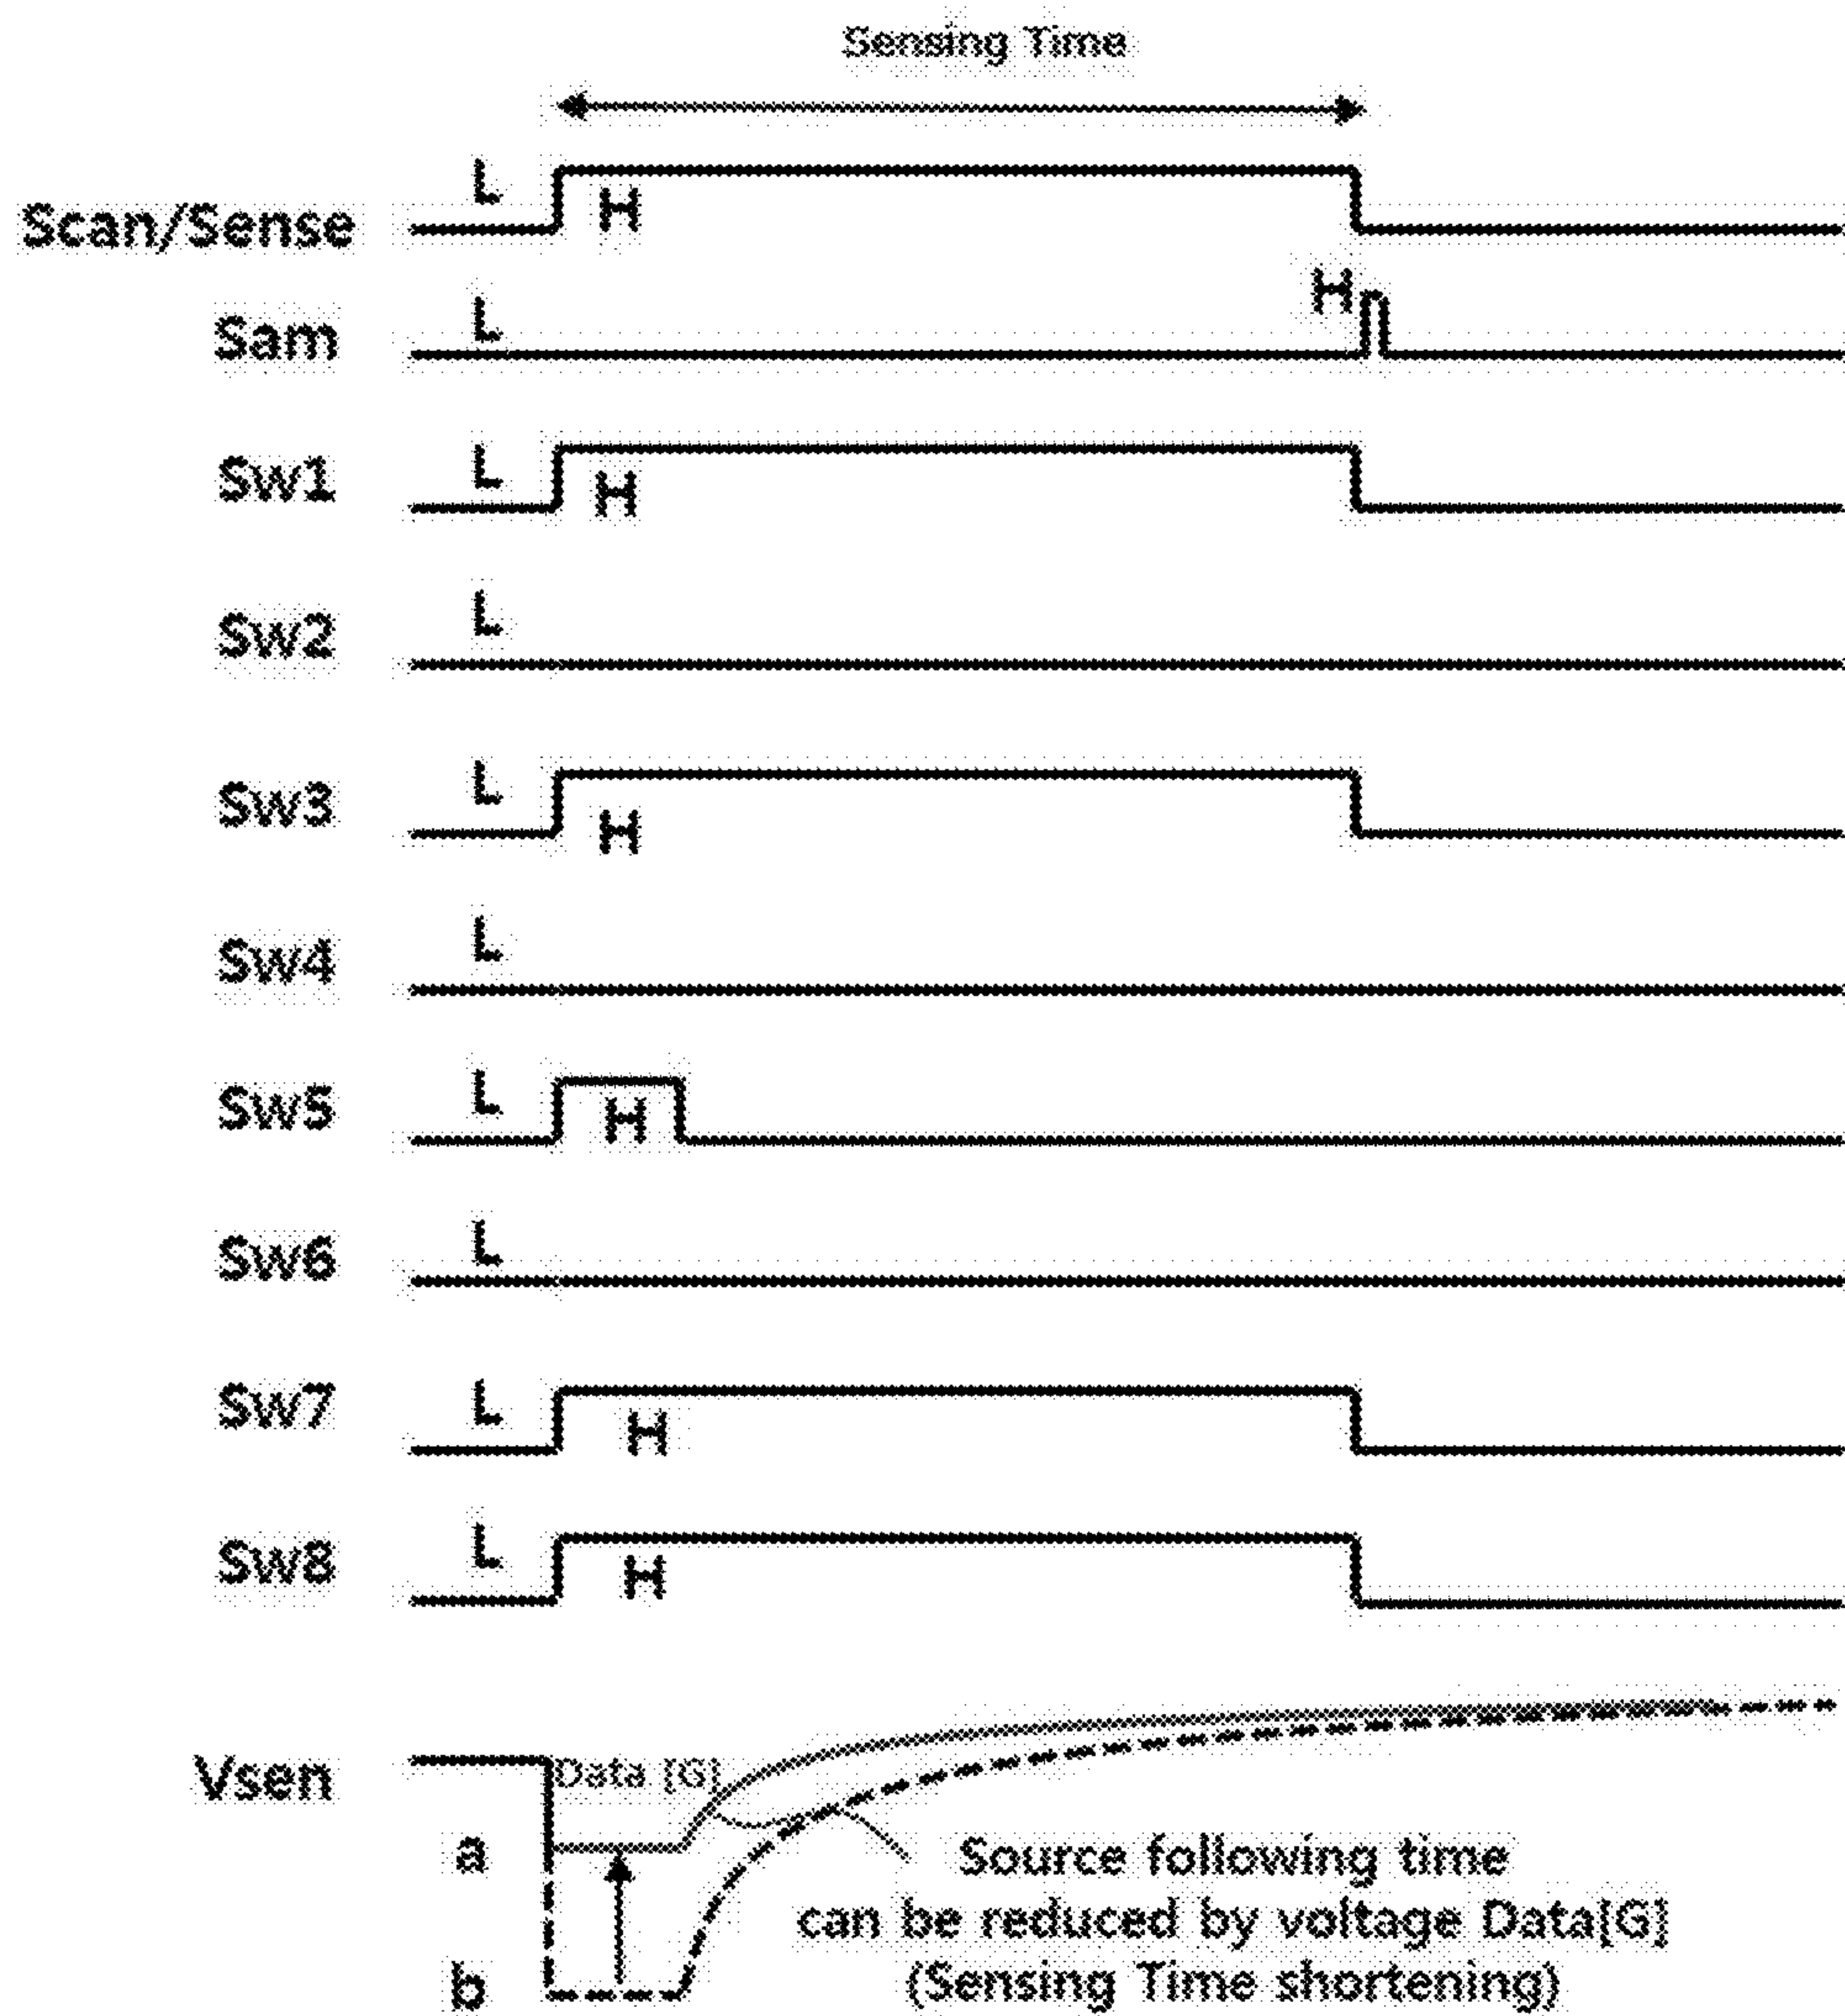 Sensing Time
L
H
Scan/Sense
H
L
Sam
L
Sw1
H
L
Sw2
L
Sw3
H
L
Sw4
L
Sw5
H
L
Sw6
L
Sw7
H
L
Sw8
H
Vsen
Data [G]
a
Source following time
can be reduced by voltage Data[G]
b
(Sensing Time shortening)